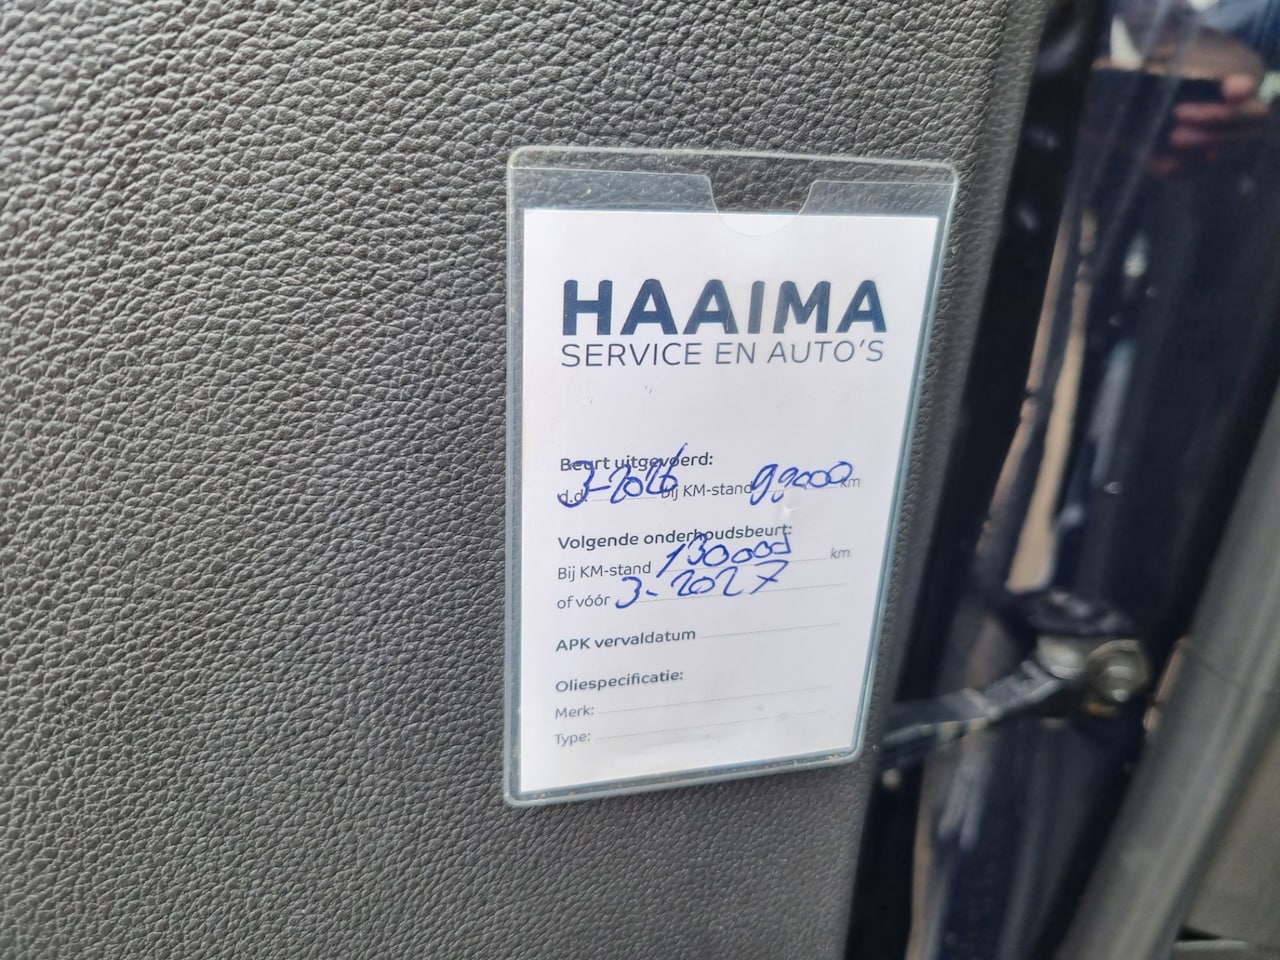 HAAIMA
SERVICE EN AUTO'S
Beurt uitgevoerd:
d.d. 3-2026 Bij KM-stand 99000 km
Volgende onderhoudsbeurt:
Bij KM-stand 130000 km
of vóór 3-2027
APK vervaldatum
Oliespecificatie:
Merk:
Type: